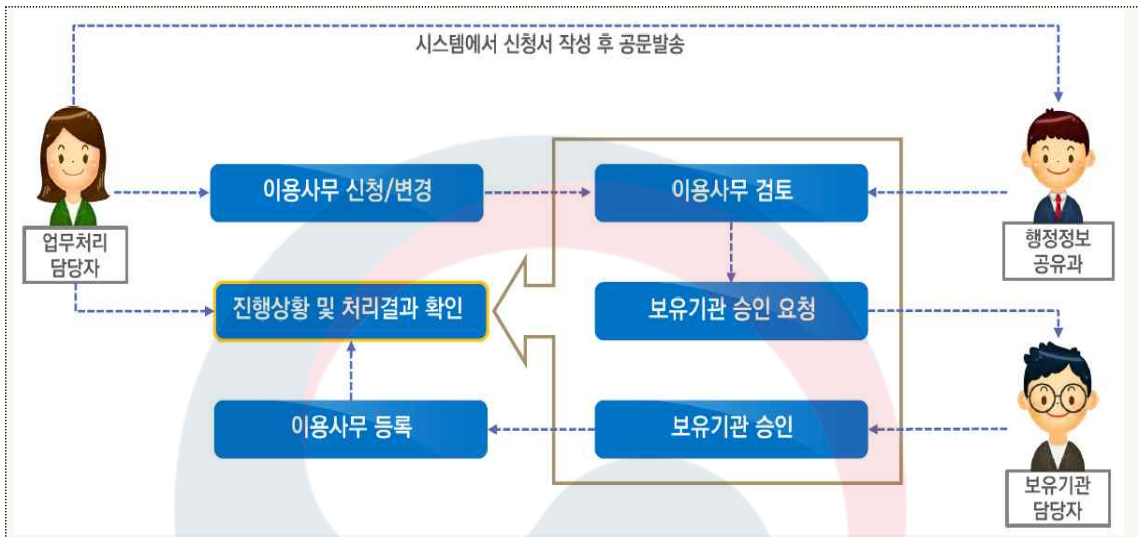 시스템에서 신청서 작성 후 공문발송
이용사무 신청/변경
이용사무 검토
업무처리
담당자
행정정보
공유과
진행상황 및 처리결과 확인
보유기관 승인 요청
이용사무 등록
보유기관 승인
보유기관
담당자